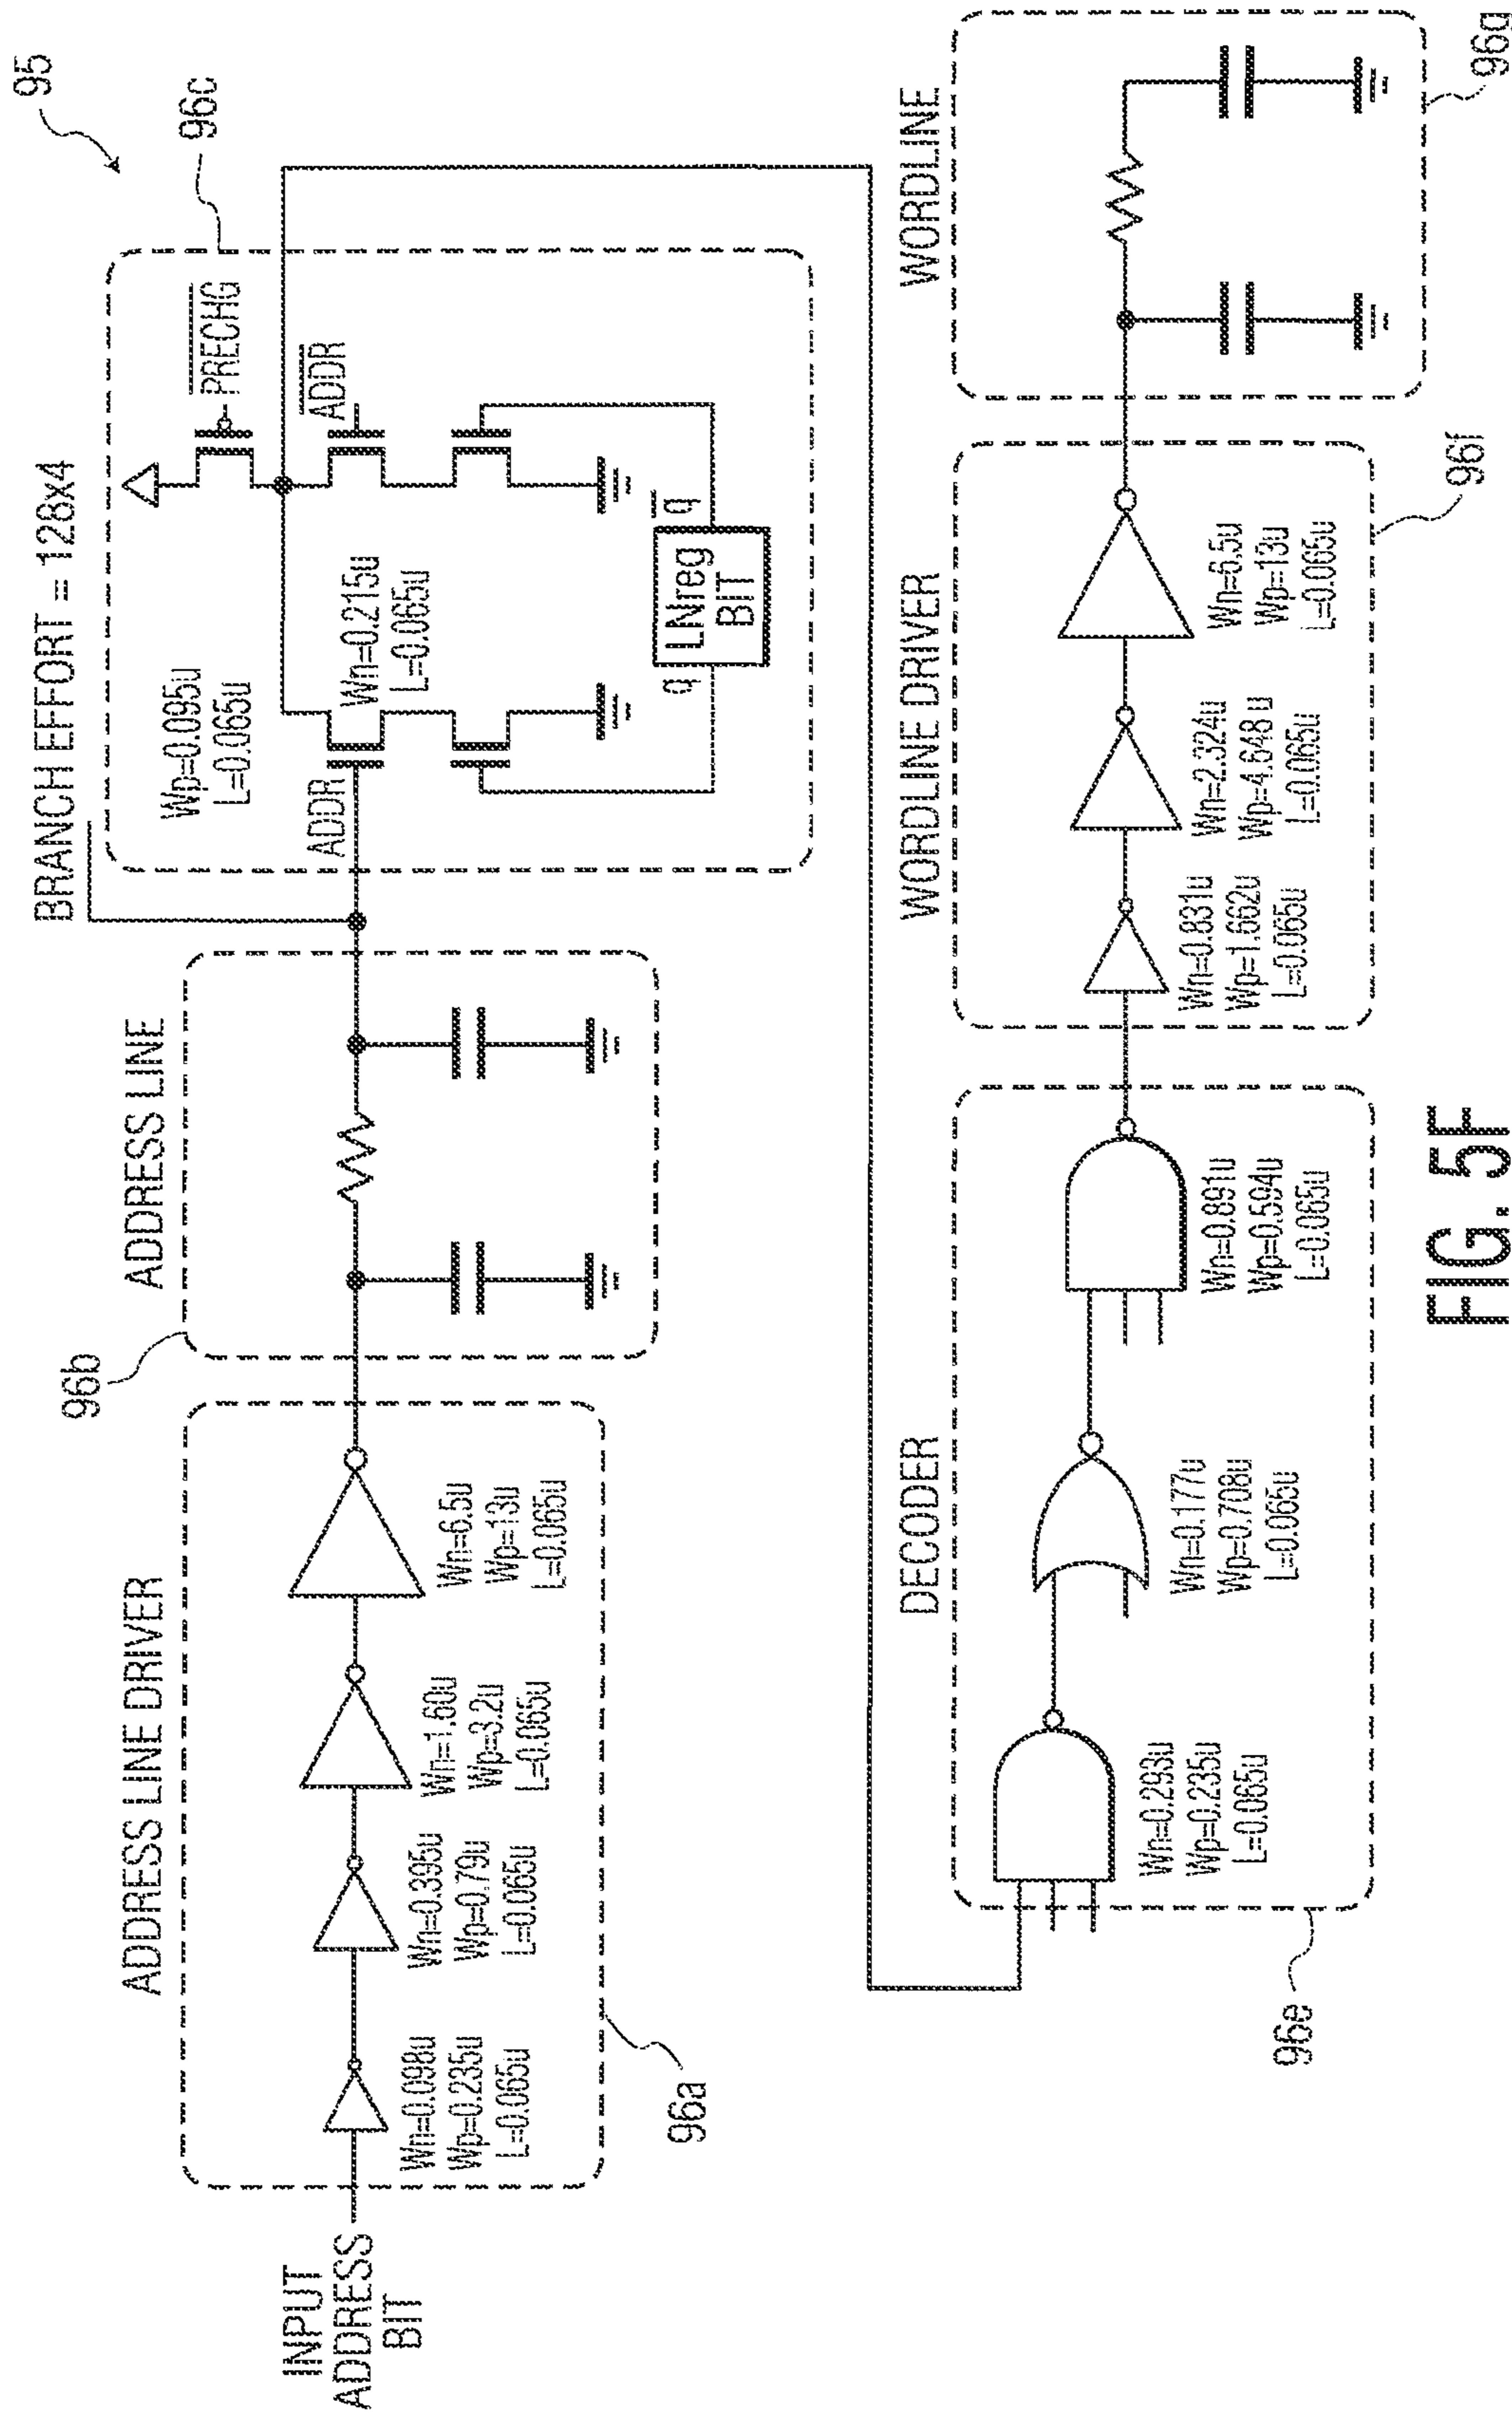 95
96c
BRANCH EFFORT = 128x4
Wp=0.095u
L=0.065u
PRECHG
ADDR
ADDR
Wn=0.215u
L=0.065u
q
LNreg
BIT
q
ADDRESS LINE
96b
ADDRESS LINE DRIVER
INPUT
ADDRESS
BIT
Wn=0.098u
Wp=0.235u
L=0.065u
Wn=0.395u
Wp=0.79u
L=0.065u
Wn=1.60u
Wp=3.2u
L=0.065u
Wn=6.5u
Wp=13u
L=0.065u
96a
DECODER
Wn=0.293u
Wp=0.235u
L=0.065u
Wn=0.177u
Wp=0.708u
L=0.065u
Wn=0.891u
Wp=0.594u
L=0.065u
96e
WORDLINE DRIVER
Wn=0.831u
Wp=1.662u
L=0.065u
Wn=2.324u
Wp=4.648 u
L=0.065u
Wn=6.5u
Wp=13u
L=0.065u
96f
WORDLINE
96g
FIG. 5F